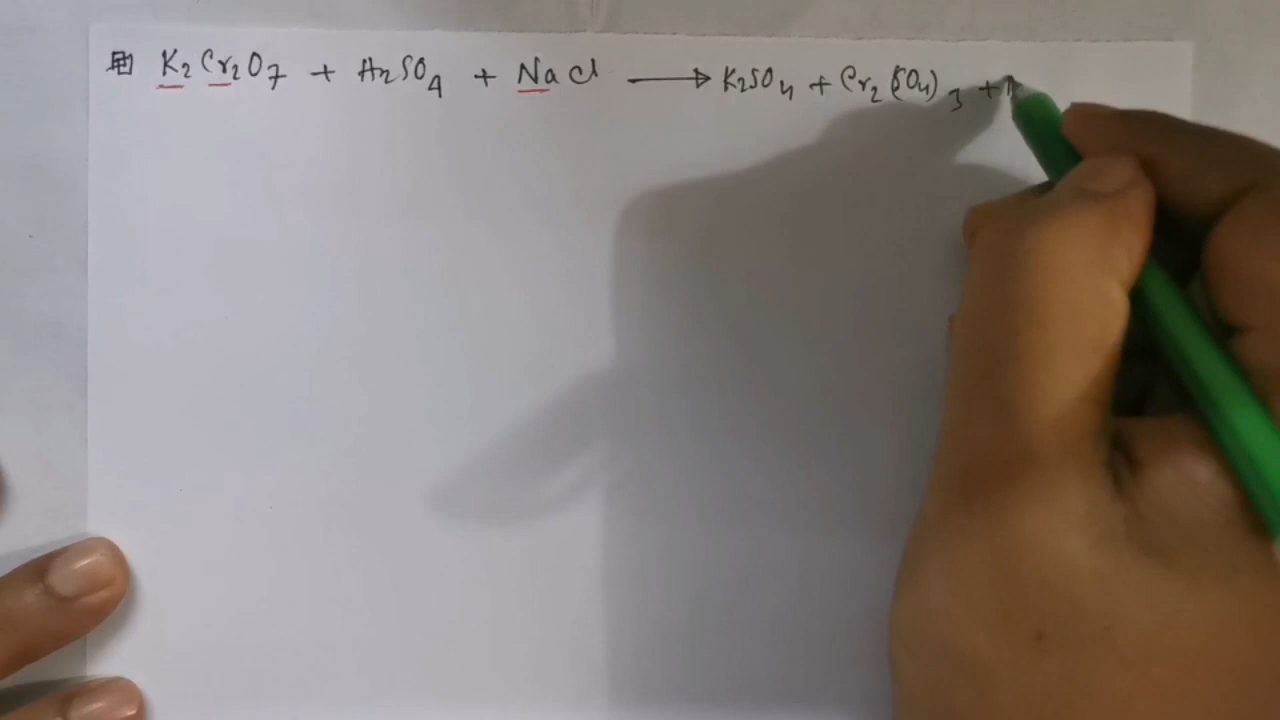 K₂Cr₂O₇ + H₂SO₄ + NaCl ⟶ K₂SO₄ + Cr₂(SO₄)₃ +